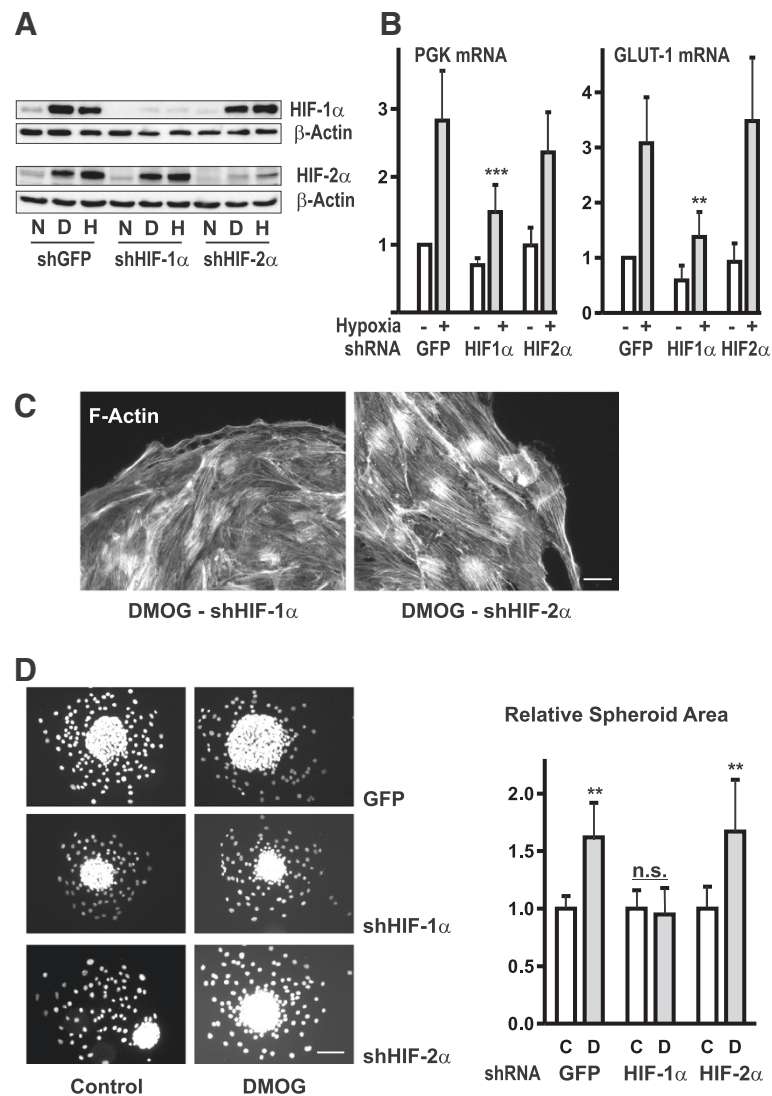 A
HIF-1α
β-Actin
HIF-2α
β-Actin
N D H N D H N D H
shGFP shHIF-1α shHIF-2α
B
PGK mRNA
3
2
1
Hypoxia - + - + - +
shRNA GFP HIF1α HIF2α
***
GLUT-1 mRNA
4
3
2
1
0
**
- + - + - +
GFP HIF1α HIF2α
C
F-Actin
DMOG - shHIF-1α
DMOG - shHIF-2α
D
GFP
shHIF-1α
shHIF-2α
Control
DMOG
Relative Spheroid Area
2.0
1.5
1.0
0.5
0.0
**
n.s.
**
C D C D C D
shRNA GFP HIF-1α HIF-2α